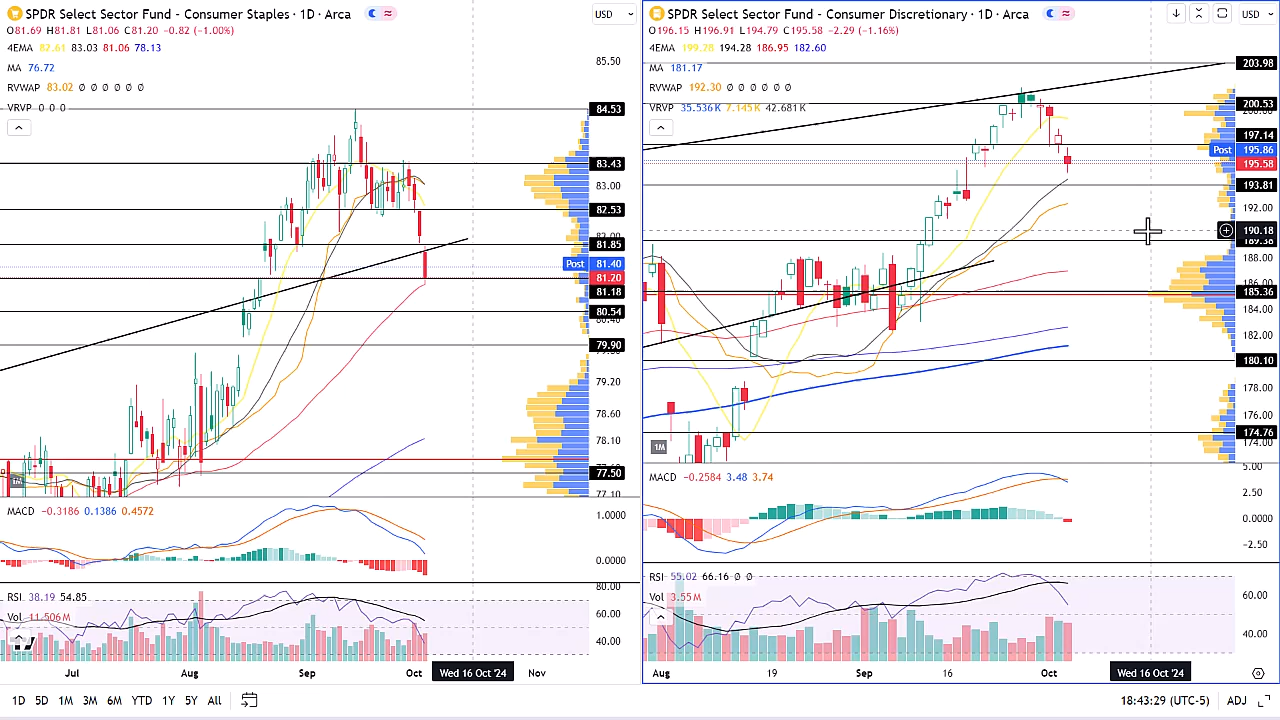 SPDR Select Sector Fund - Consumer Staples · 1D · Arca
USD
O81.69 H81.81 L81.06 C81.20 −0.82 (−1.00%)
4EMA 82.61 83.03 81.06 78.13
MA 76.72
RVWAP 83.02 ∅ ∅ ∅ ∅ ∅ ∅
VRVP 0 0 0
85.50
84.53
83.43
83.00
82.53
81.85
Post 81.40
81.20
81.18
80.54
79.90
79.20
78.60
78.10
77.50
77.10
1M
MACD −0.3186 0.1386 0.4572
1.0000
0.0000
RSI 38.19 54.85
80.00
Vol 11.506M
60.00
40.00
Jul
Aug
Sep
Oct
Wed 16 Oct '24
Nov
SPDR Select Sector Fund - Consumer Discretionary · 1D · Arca
USD
O196.15 H196.91 L194.79 C195.58 −2.29 (−1.16%)
4EMA 199.28 194.28 186.95 182.60
MA 181.17
RVWAP 192.30 ∅ ∅ ∅ ∅ ∅ ∅
VRVP 35.536K 7.145K 42.681K
203.98
200.53
197.14
Post 195.86
195.58
193.81
192.00
190.18
189.38
188.00
186.00
185.36
184.00
182.00
180.10
178.00
176.00
174.76
174.00
1M
MACD −0.2584 3.48 3.74
5.00
2.50
0.0000
−2.50
RSI 55.02 66.16 ∅ ∅
Vol 3.55M
60.00
40.00
Aug
19
Sep
16
Oct
Wed 16 Oct '24
1D 5D 1M 3M 6M YTD 1Y 5Y All
18:43:29 (UTC-5)
ADJ